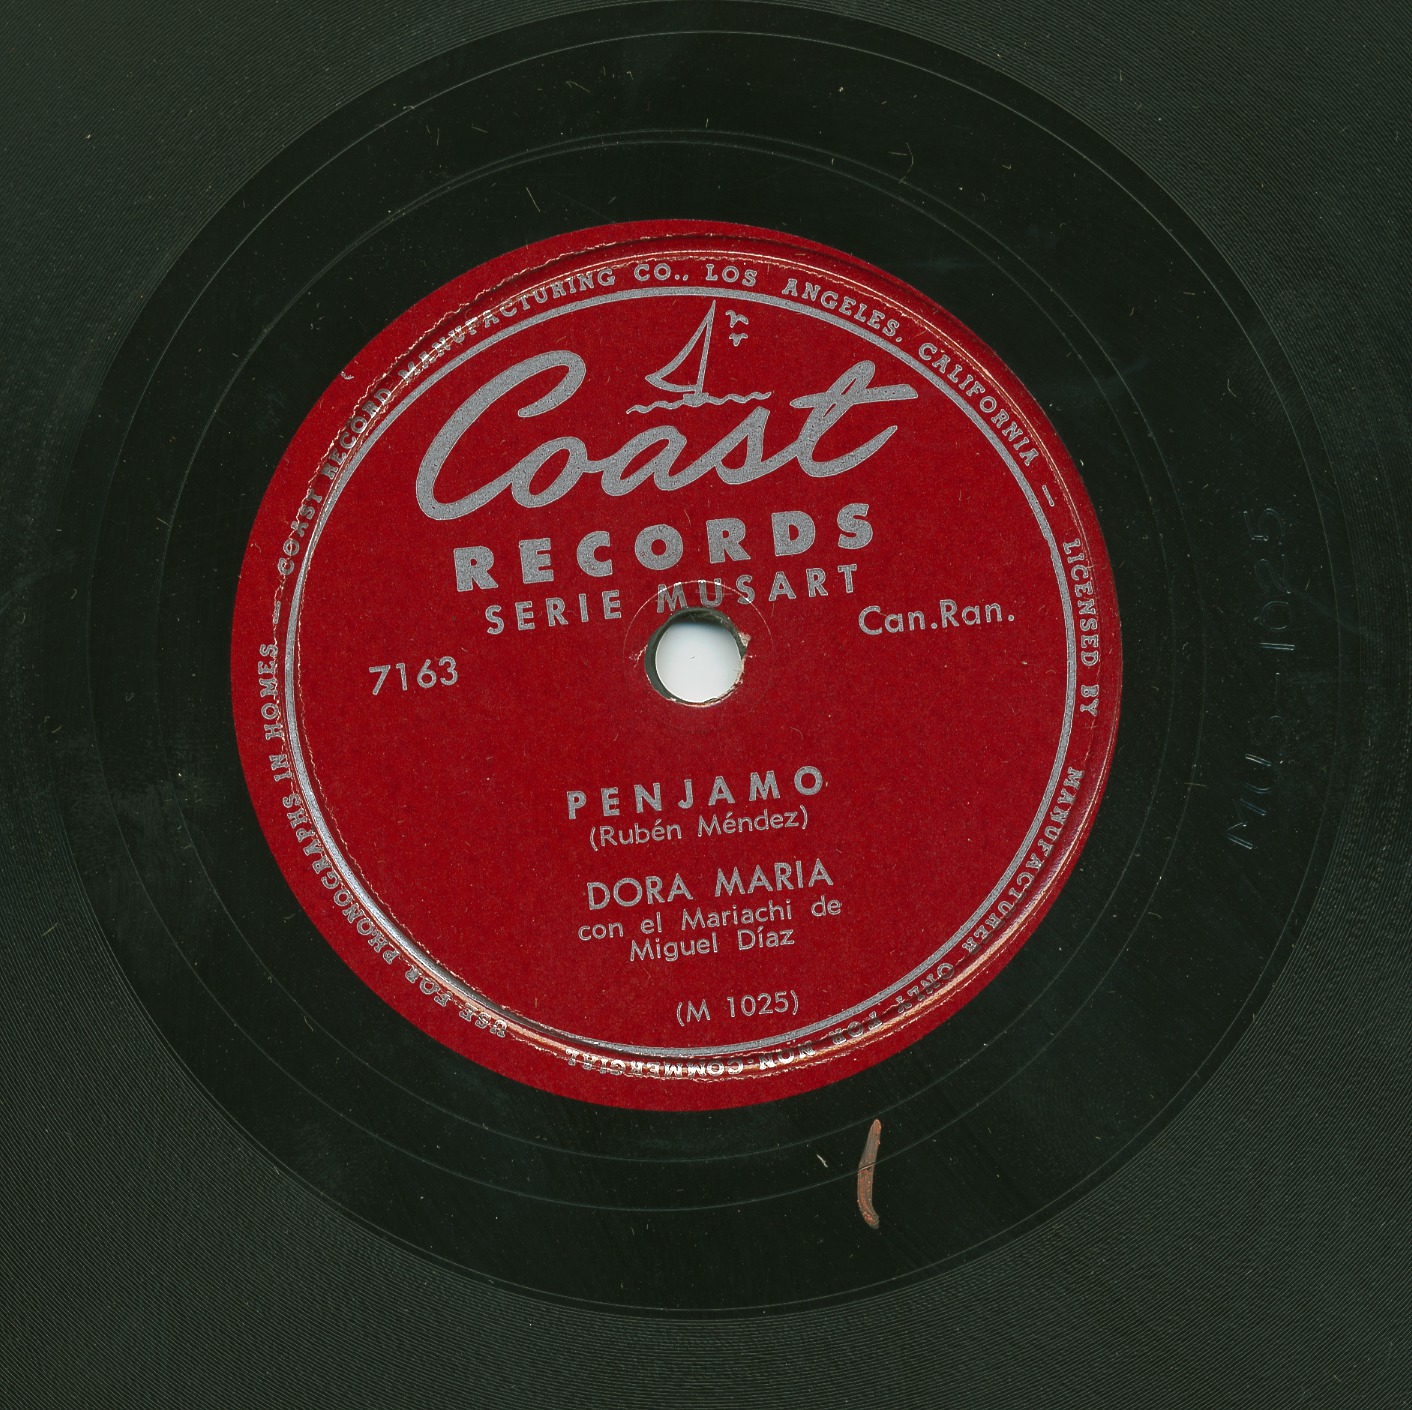 COAST RECORD MANUFACTURING CO., LOS ANGELES, CALIFORNIA — LICENSED BY MANUFACTURER ONLY FOR NON-COMMERCIAL USE FOR PHONOGRAPHS IN HOMES
Coast
RECORDS
SERIE MUSART
Can.Ran.
7163
PENJAMO
(Rubén Méndez)
DORA MARIA
con el Mariachi de
Miguel Díaz
(M 1025)
MUS-1025